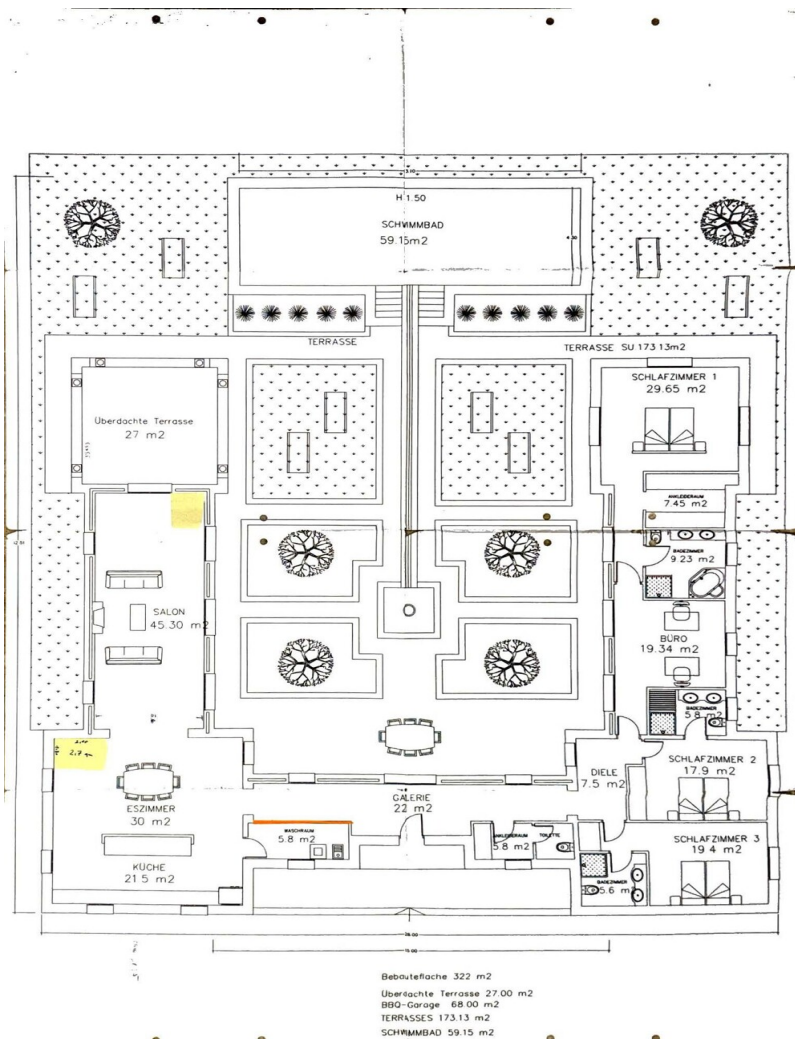 H 1.50
SCHWIMMBAD
59.15m2
TERRASSE
TERRASSE SU 173.13m2
SCHLAFZIMMER 1
29.65 m2
Überdachte Terrasse
27 m2
ANKLEIDERAUM
7.45 m2
BADEZIMMER
9.23 m2
SALON
45.30 m2
BÜRO
19.34 m2
BADEZIMMER
5.8 m2
2.7
DIELE
7.5 m2
SCHLAFZIMMER 2
17.9 m2
ESZIMMER
30 m2
GALERIE
22 m2
WASCHRAUM
5.8 m2
ANKLEIDERAUM
5.8 m2
TOILETTE
SCHLAFZIMMER 3
19.4 m2
KÜCHE
21.5 m2
BADEZIMMER
5.6 m2
Bebautefläche 322 m2
Überdachte Terrasse 27.00 m2
BBQ-Garage 68.00 m2
TERRASSES 173.13 m2
SCHWIMMBAD 59.15 m2